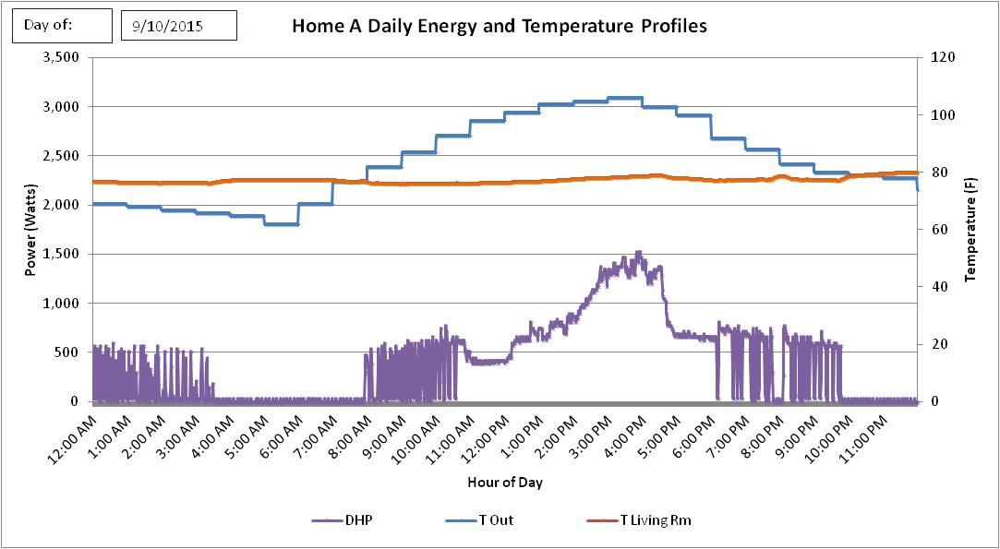 Day of:
9/10/2015
Home A Daily Energy and Temperature Profiles
3,500
3,000
2,500
2,000
1,500
1,000
500
0
Power (Watts)
120
100
80
60
40
20
0
Temperature (F)
12:00 AM
1:00 AM
2:00 AM
3:00 AM
4:00 AM
5:00 AM
6:00 AM
7:00 AM
8:00 AM
9:00 AM
10:00 AM
11:00 AM
12:00 PM
1:00 PM
2:00 PM
3:00 PM
4:00 PM
5:00 PM
6:00 PM
7:00 PM
8:00 PM
9:00 PM
10:00 PM
11:00 PM
Hour of Day
DHP
T Out
T Living Rm